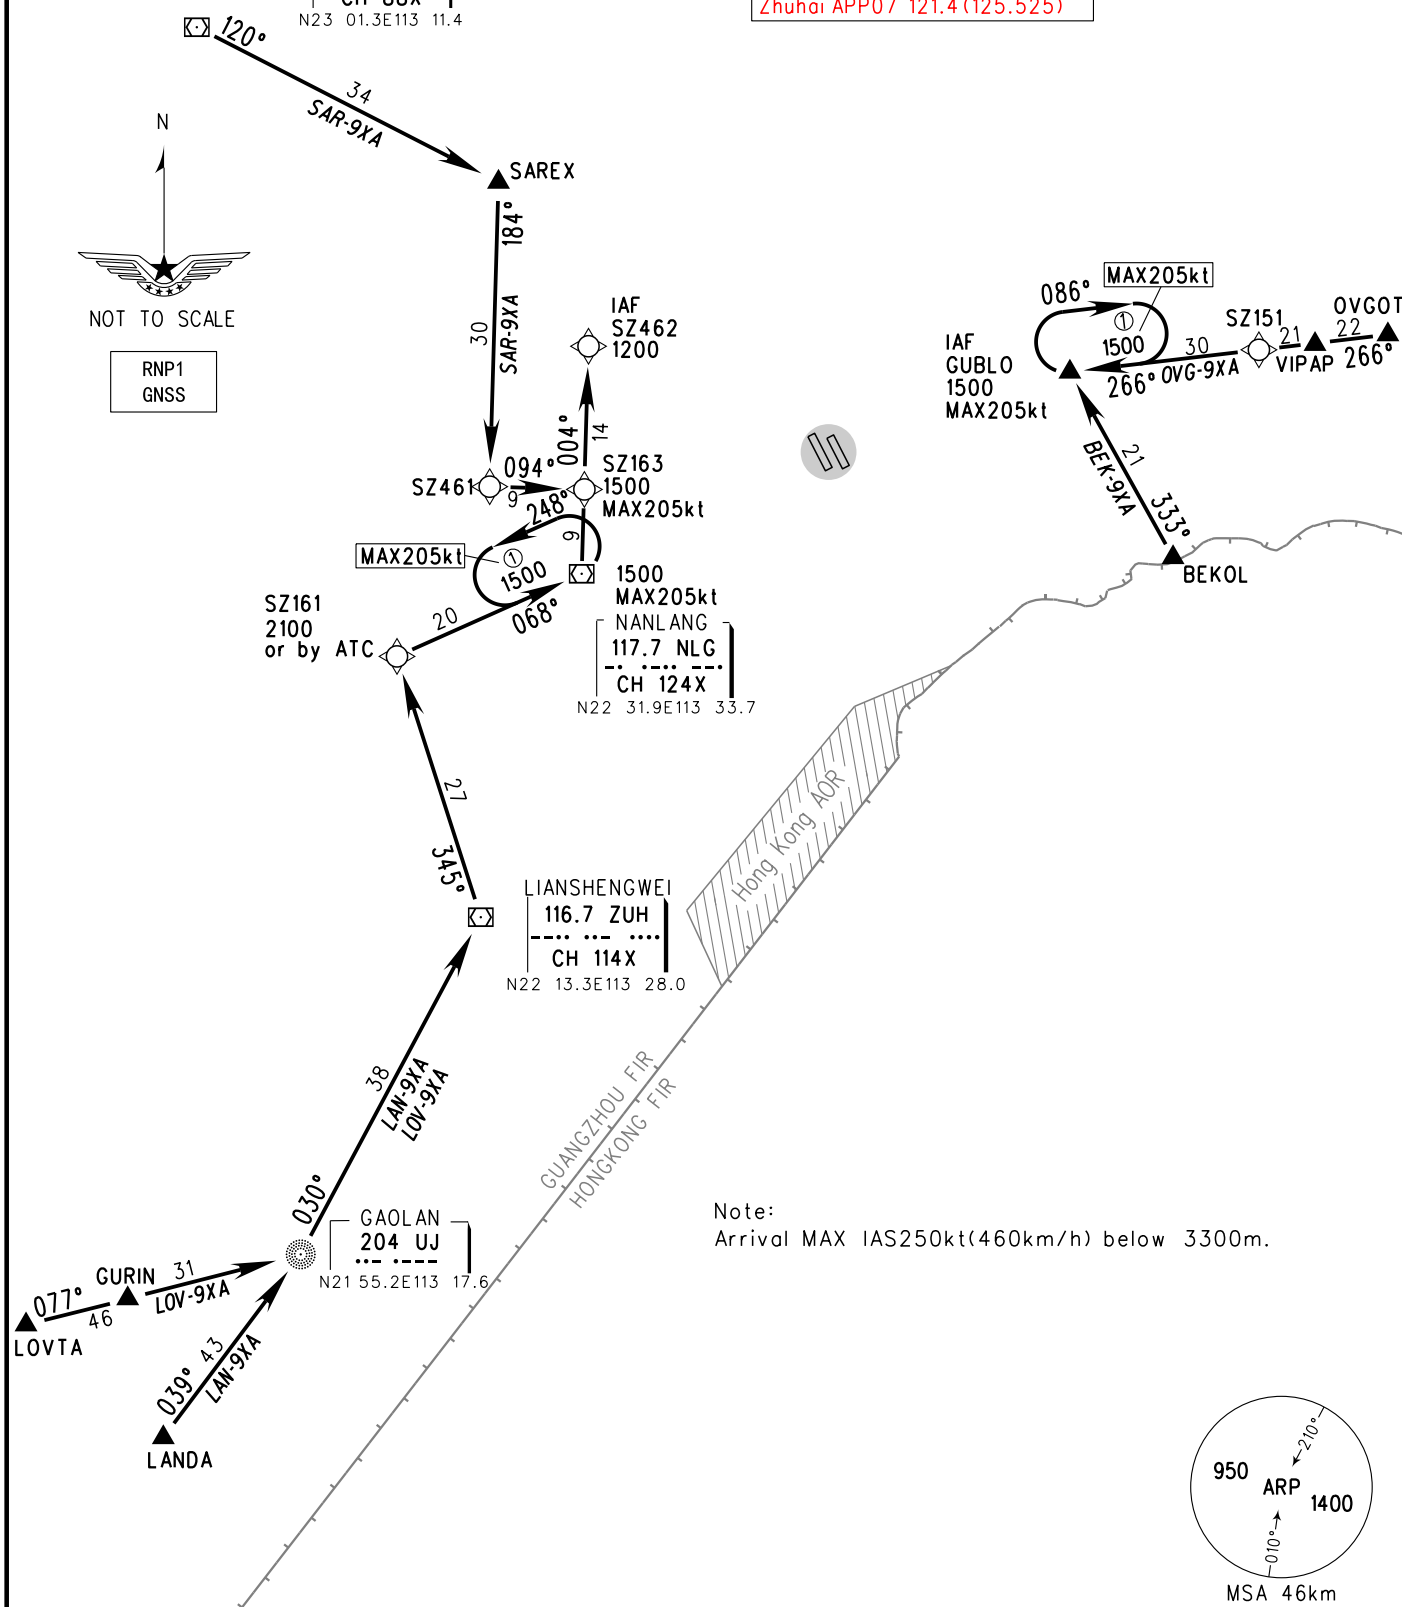 N23 01.3E113 11.4
Zhuhai APP07 121.4(125.525)
120°
34
SAR-9XA
N
SAREX
184°
NOT TO SCALE
RNP1
GNSS
30
SAR-9XA
IAF
SZ462
1200
004°
14
SZ461
094°
9
SZ163
1500
MAX205kt
248°
9
MAX205kt
1
1500
1500
MAX205kt
068°
20
SZ161
2100
or by ATC
NANLANG
117.7 NLG
CH 124X
N22 31.9E113 33.7
MAX205kt
086°
1
1500
IAF
GUBLO
1500
MAX205kt
SZ151
OVGOT
30
21
22
266°
OVG-9XA
VIPAP
266°
21
BEK-9XA
333°
BEKOL
27
345°
LIANSHENGWEI
116.7 ZUH
CH 114X
N22 13.3E113 28.0
Hong Kong AOR
38
LAN-9XA
LOV-9XA
030°
GUANGZHOU FIR
HONGKONG FIR
GAOLAN
204 UJ
N21 55.2E113 17.6
GURIN
31
077°
46
LOV-9XA
LOVTA
43
039°
LAN-9XA
LANDA
Note:
Arrival MAX IAS250kt(460km/h) below 3300m.
210°
950
ARP
1400
010°
MSA 46km